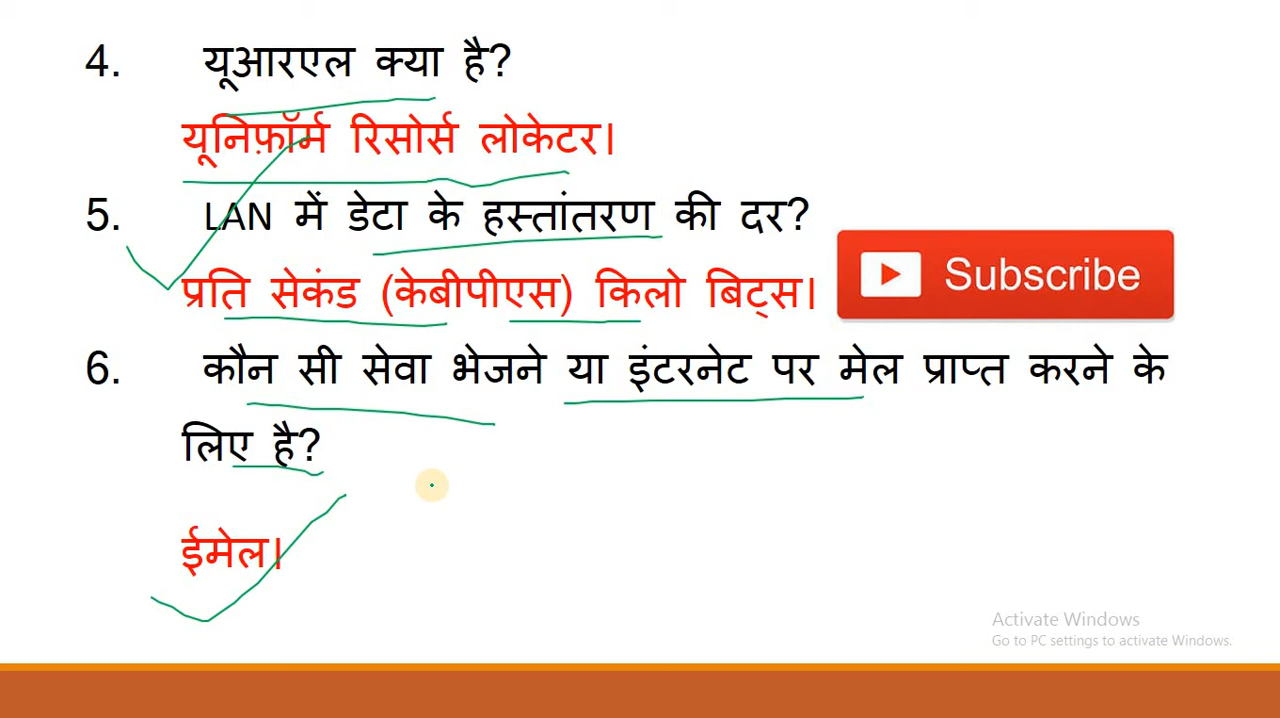 4. यूआरएल क्या है?
यूनिफ़ॉर्म रिसोर्स लोकेटर।
5. LAN में डेटा के हस्तांतरण की दर?
प्रति सेकंड (केबीपीएस) किलो बिट्स।
Subscribe
6. कौन सी सेवा भेजने या इंटरनेट पर मेल प्राप्त करने के
लिए है?
ईमेल।
Activate Windows
Go to PC settings to activate Windows.